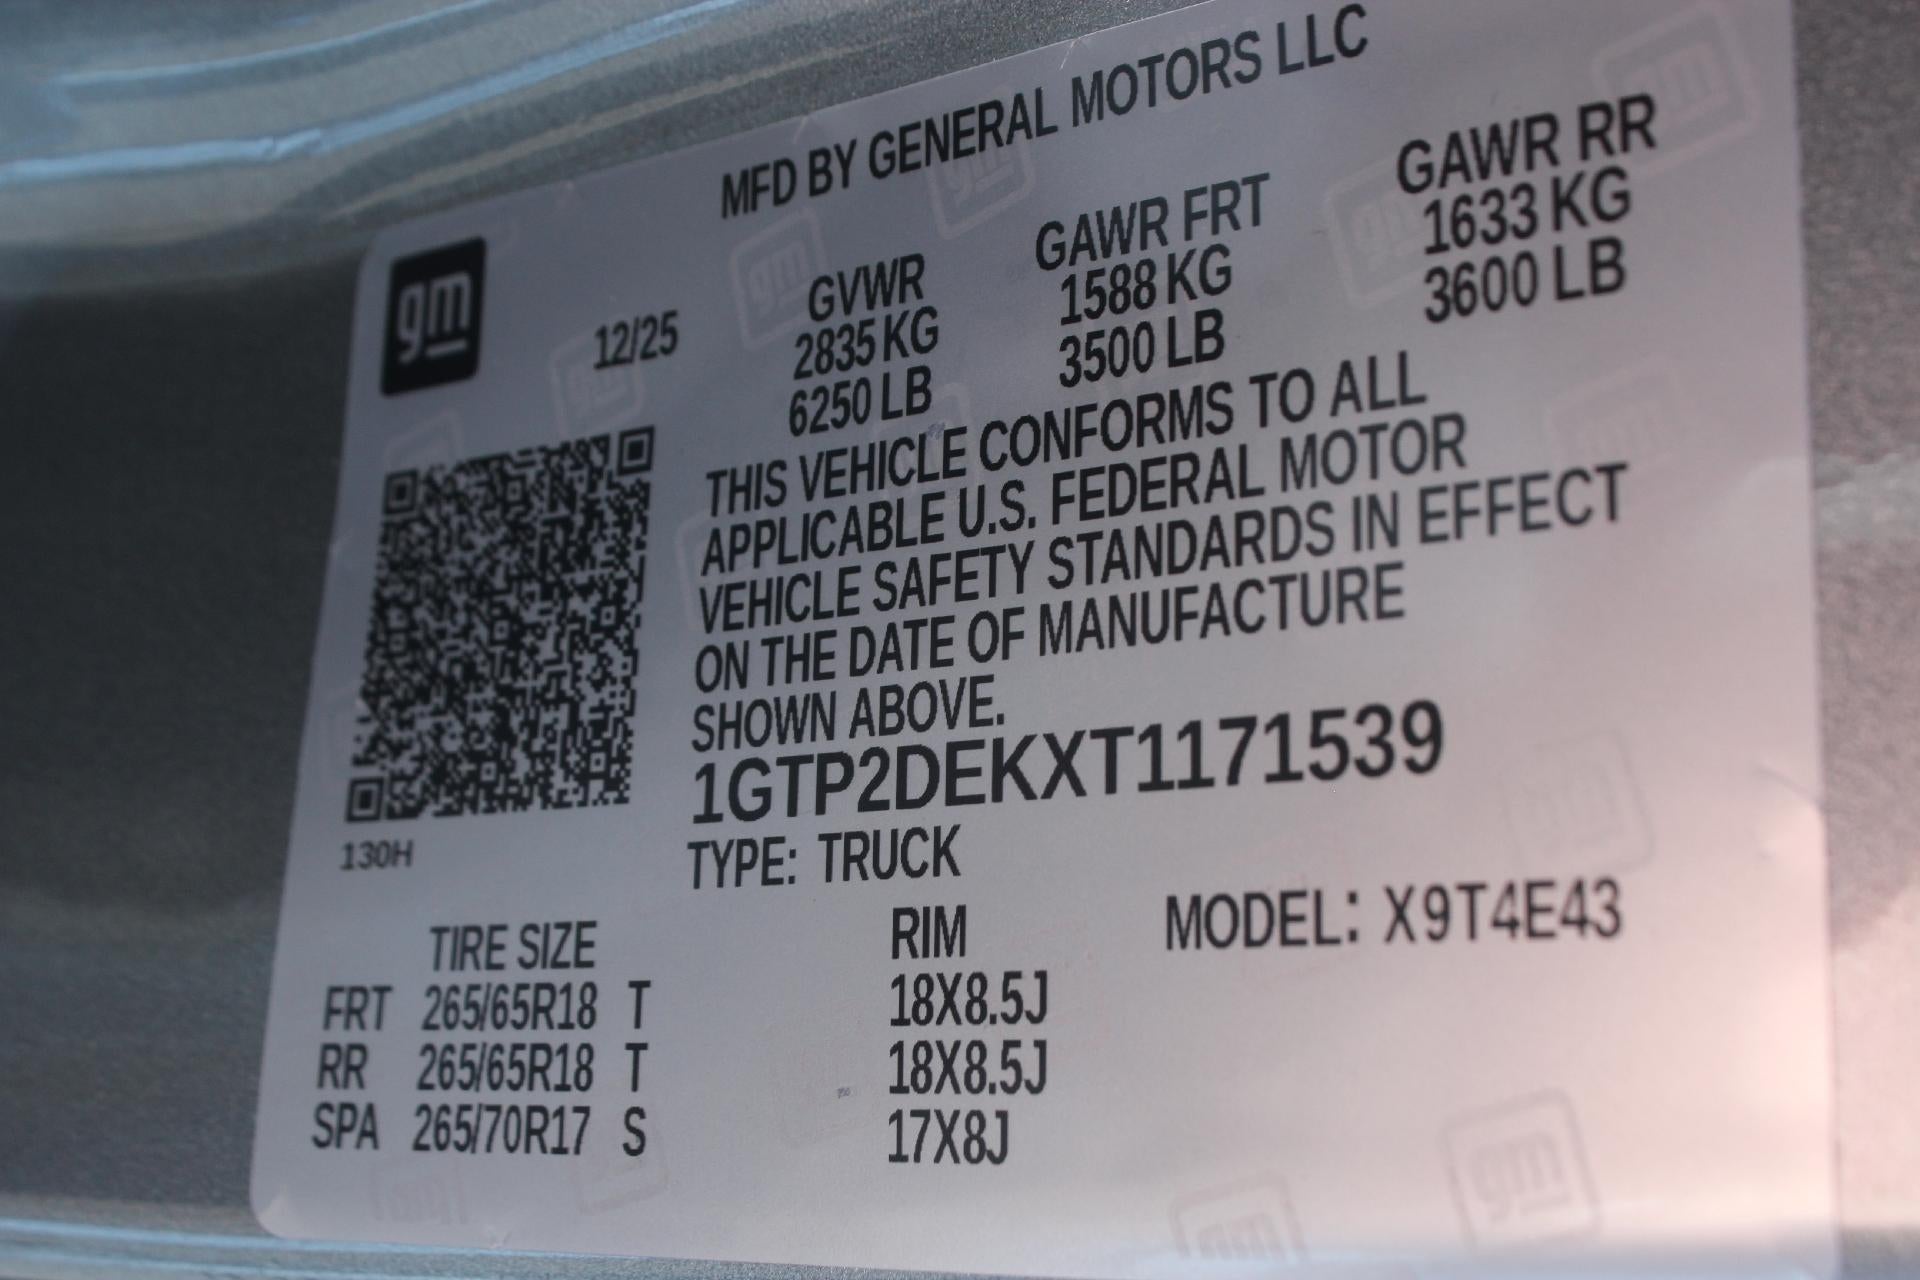 MFD BY GENERAL MOTORS LLC
gm
12/25
GVWR GAWR FRT GAWR RR
2835 KG 1588 KG 1633 KG
6250 LB 3500 LB 3600 LB
THIS VEHICLE CONFORMS TO ALL
APPLICABLE U.S. FEDERAL MOTOR
VEHICLE SAFETY STANDARDS IN EFFECT
ON THE DATE OF MANUFACTURE
SHOWN ABOVE.
1GTP2DEKXT1171539
130H
TYPE: TRUCK
MODEL: X9T4E43
TIRE SIZE RIM
FRT 265/65R18 T 18X8.5J
RR 265/65R18 T 18X8.5J
SPA 265/70R17 S 17X8J